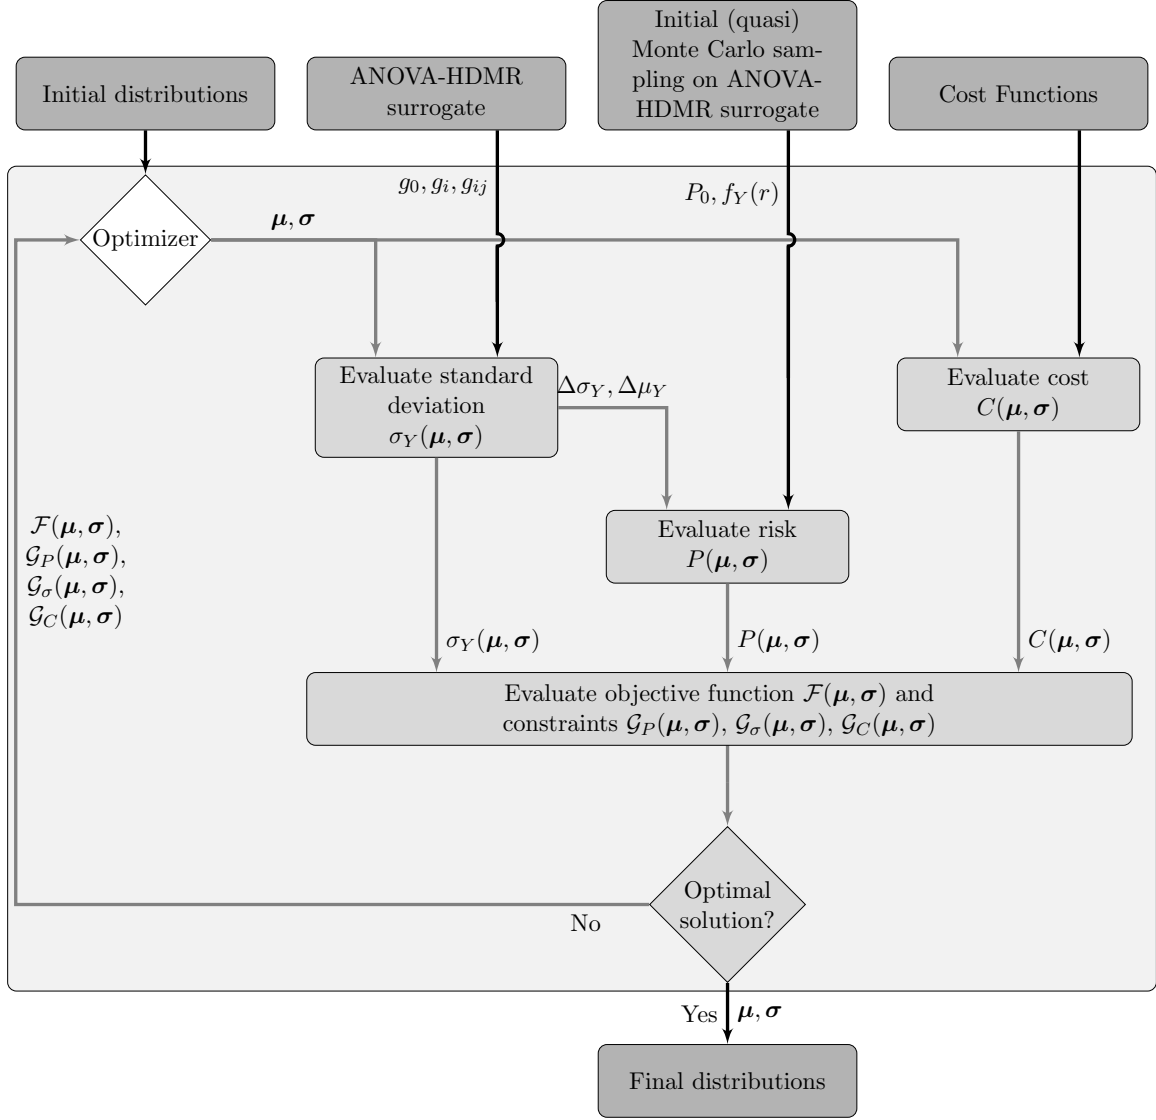 Initial distributions
ANOVA-HDMR
surrogate
Initial (quasi)
Monte Carlo sam-
pling on ANOVA-
HDMR surrogate
Cost Functions
g₀, gᵢ, gᵢⱼ
P₀, f_Y(r)
Optimizer
μ, σ
Evaluate standard
deviation
σ_Y(μ, σ)
Δσ_Y, Δμ_Y
Evaluate cost
C(μ, σ)
Evaluate risk
P(μ, σ)
ℱ(μ, σ),
𝒢_P(μ, σ),
𝒢_σ(μ, σ),
𝒢_C(μ, σ)
σ_Y(μ, σ)
P(μ, σ)
C(μ, σ)
Evaluate objective function ℱ(μ, σ) and
constraints 𝒢_P(μ, σ), 𝒢_σ(μ, σ), 𝒢_C(μ, σ)
Optimal
solution?
No
Yes
μ, σ
Final distributions